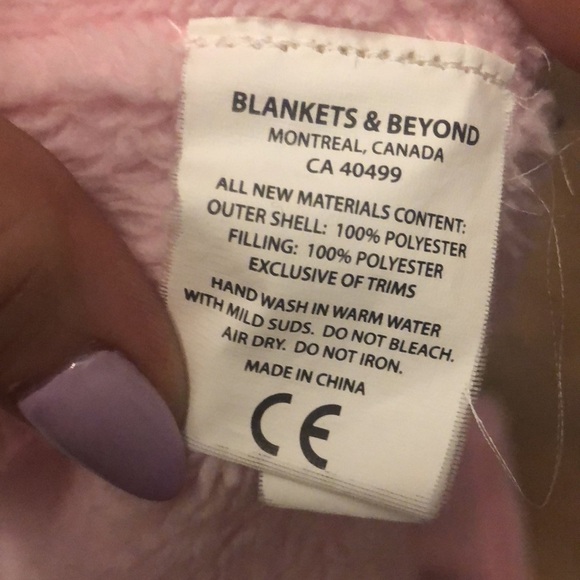 BLANKETS & BEYOND
MONTREAL, CANADA
CA 40499
ALL NEW MATERIALS CONTENT:
OUTER SHELL: 100% POLYESTER
FILLING: 100% POLYESTER
EXCLUSIVE OF TRIMS
HAND WASH IN WARM WATER
WITH MILD SUDS. DO NOT BLEACH.
AIR DRY. DO NOT IRON.
MADE IN CHINA
CE